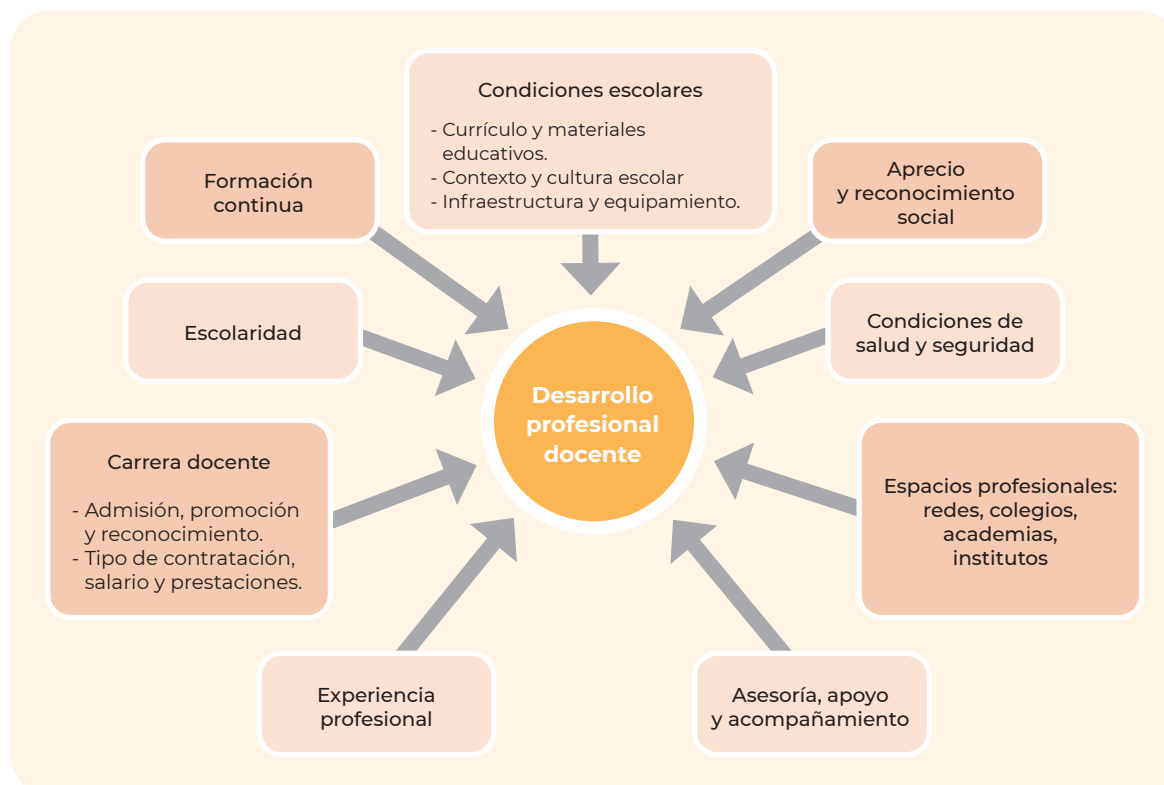 Condiciones escolares
- Currículo y materiales
educativos.
- Contexto y cultura escolar
- Infraestructura y equipamiento.
Formación
continua
Aprecio
y reconocimiento
social
Escolaridad
Condiciones de
salud y seguridad
Desarrollo
profesional
docente
Carrera docente
- Admisión, promoción
y reconocimiento.
- Tipo de contratación,
salario y prestaciones.
Espacios profesionales:
redes, colegios,
academias,
institutos
Experiencia
profesional
Asesoría, apoyo
y acompañamiento